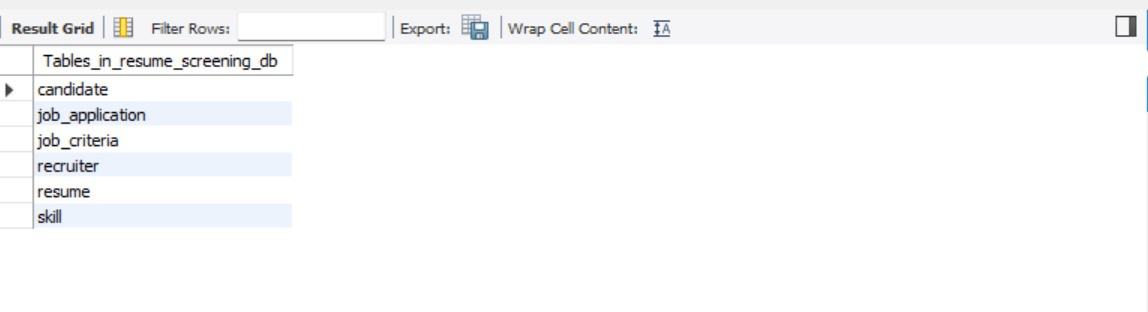 Result Grid Filter Rows: Export: Wrap Cell Content:
Tables_in_resume_screening_db
candidate
job_application
job_criteria
recruiter
resume
skill